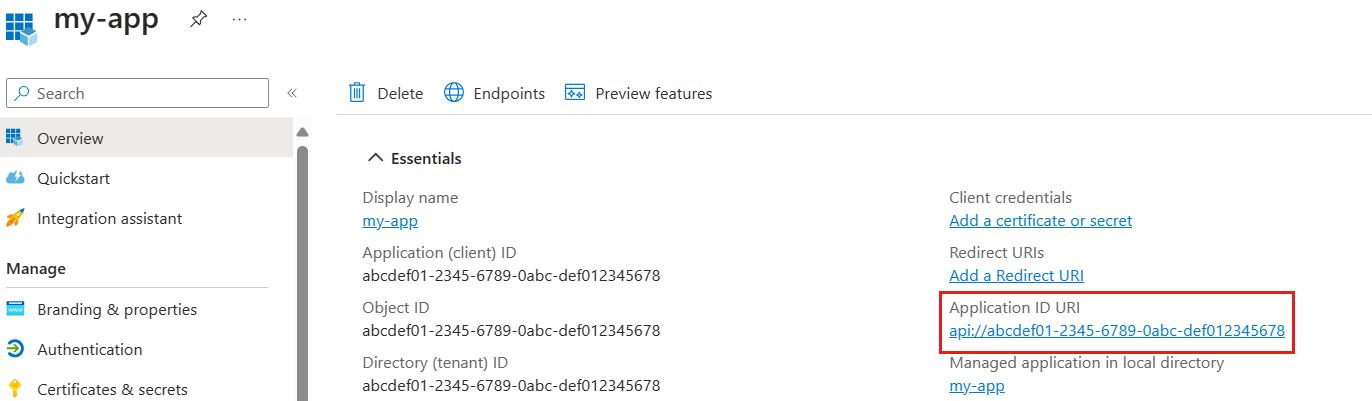 my-app
...
Search
«
Overview
Quickstart
Integration assistant
Manage
Branding & properties
Authentication
Certificates & secrets
Delete
Endpoints
Preview features
Essentials
Display name
my-app
Application (client) ID
abcdef01-2345-6789-0abc-def012345678
Object ID
abcdef01-2345-6789-0abc-def012345678
Directory (tenant) ID
abcdef01-2345-6789-0abc-def012345678
Client credentials
Add a certificate or secret
Redirect URIs
Add a Redirect URI
Application ID URI
api://abcdef01-2345-6789-0abc-def012345678
Managed application in local directory
my-app